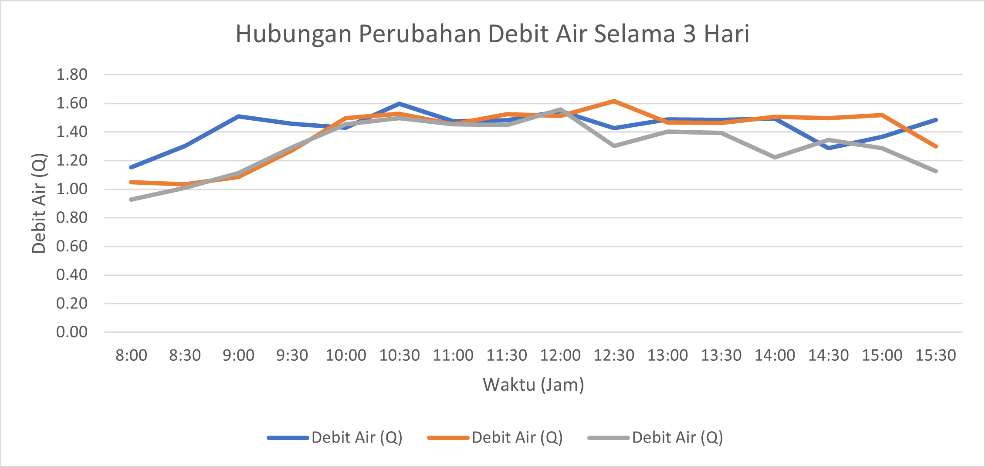 Hubungan Perubahan Debit Air Selama 3 Hari
Debit Air (Q)
1.80
1.60
1.40
1.20
1.00
0.80
0.60
0.40
0.20
0.00
8:00 8:30 9:00 9:30 10:00 10:30 11:00 11:30 12:00 12:30 13:00 13:30 14:00 14:30 15:00 15:30
Waktu (Jam)
Debit Air (Q) Debit Air (Q) Debit Air (Q)